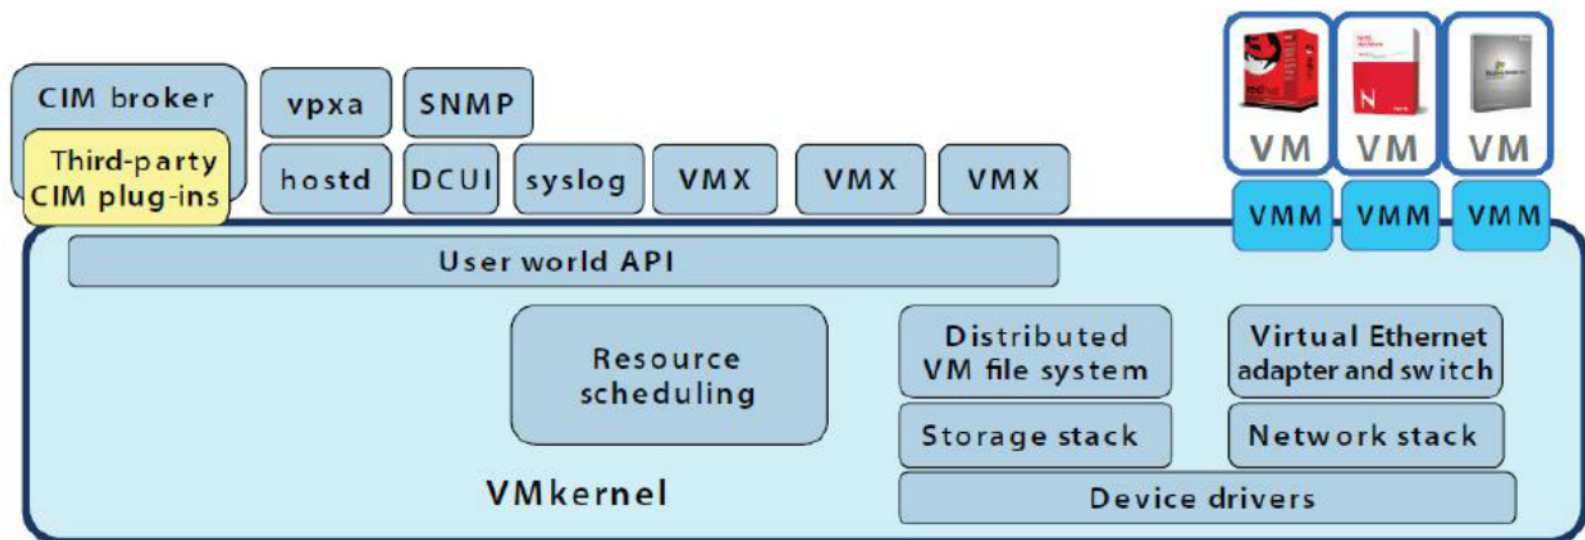 CIM broker
Third-party
CIM plug-ins
vpxa
SNMP
hostd
DCUI
syslog
VMX
VMX
VMX
N
VM
VM
VM
VMM
VMM
VMM
User world API
Resource
scheduling
Distributed
VM file system
Virtual Ethernet
adapter and switch
Storage stack
Network stack
VMkernel
Device drivers